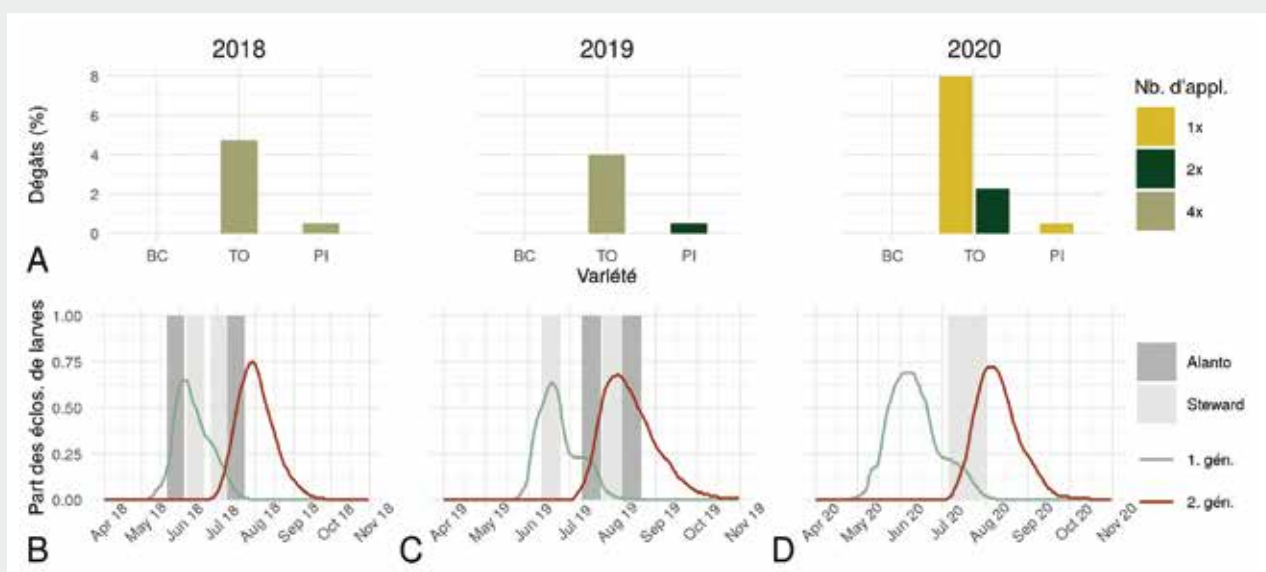 2018 2019 2020
Dégâts (%)
8
6
4
2
0
BC TO PI BC TO PI BC TO PI
Variété
A
Nb. d'appl.
1x
2x
4x
Part des éclos. de larves
1.00
0.75
0.50
0.25
0.00
Apr 18 May 18 Jun 18 Jul 18 Aug 18 Sep 18 Oct 18 Nov 18
B
Apr 19 May 19 Jun 19 Jul 19 Aug 19 Sep 19 Oct 19 Nov 19
C
Apr 20 May 20 Jun 20 Jul 20 Aug 20 Sep 20 Oct 20 Nov 20
D
Alanto
Steward
1. gén.
2. gén.